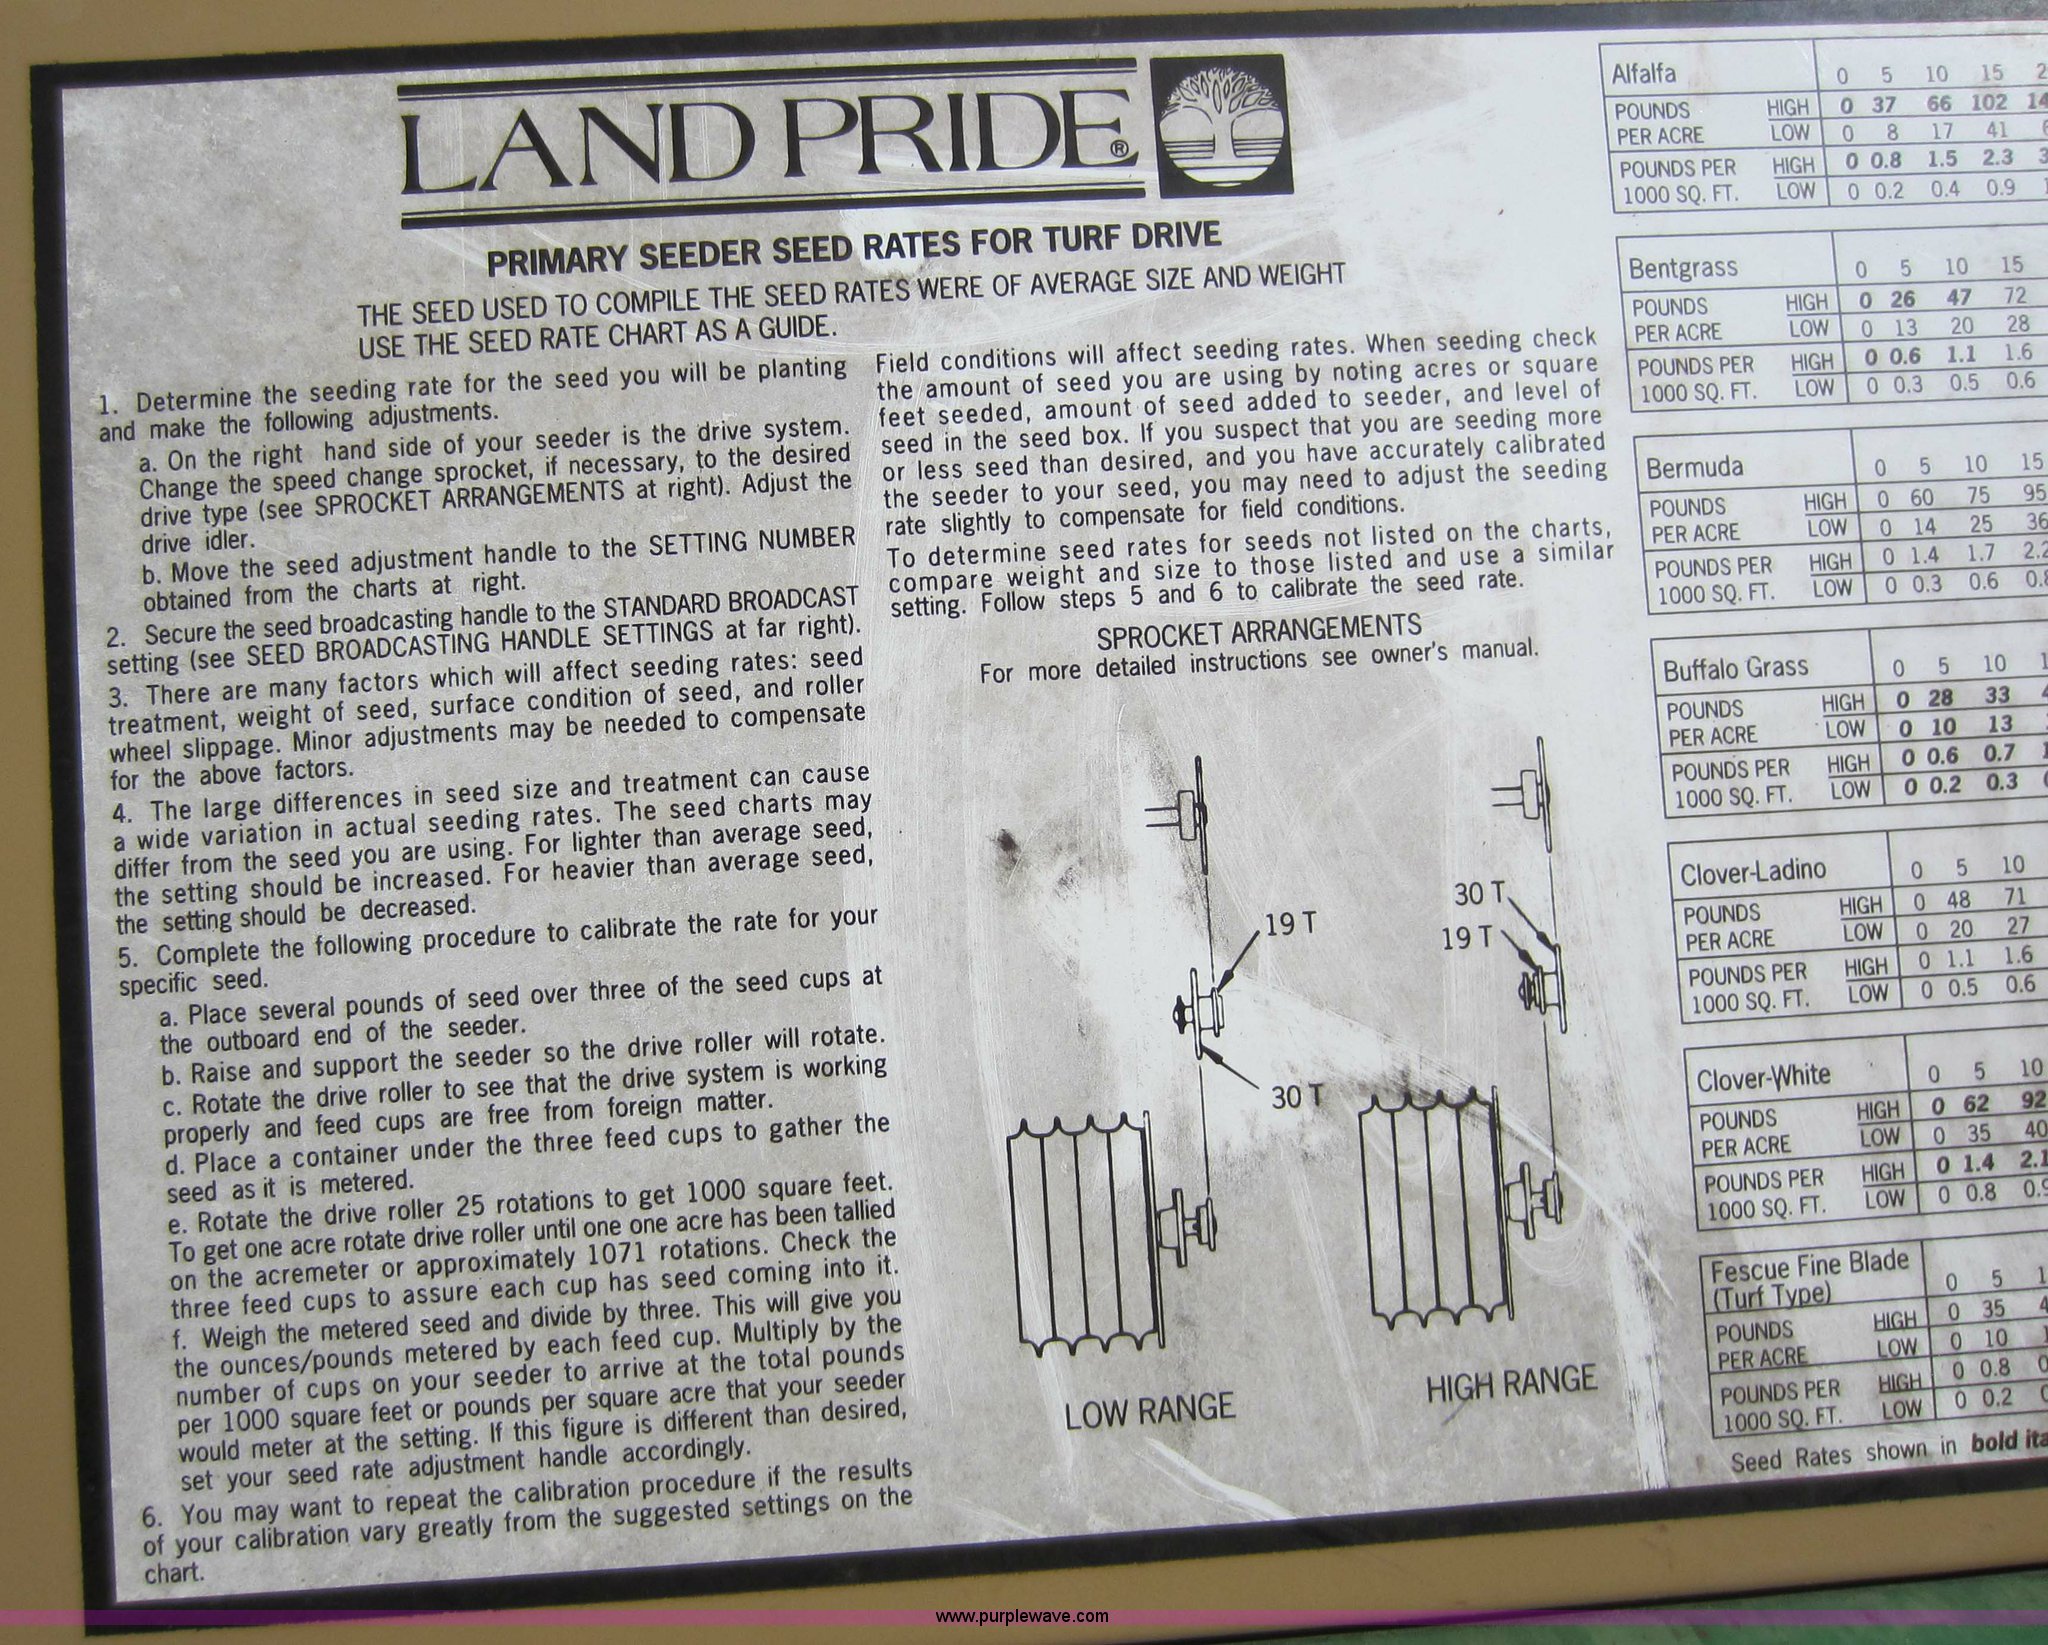 LAND PRIDE®
PRIMARY SEEDER SEED RATES FOR TURF DRIVE
THE SEED USED TO COMPILE THE SEED RATES WERE OF AVERAGE SIZE AND WEIGHT
USE THE SEED RATE CHART AS A GUIDE.
1. Determine the seeding rate for the seed you will be planting
and make the following adjustments.
a. On the right hand side of your seeder is the drive system.
Change the speed change sprocket, if necessary, to the desired
drive type (see SPROCKET ARRANGEMENTS at right). Adjust the
drive idler.
b. Move the seed adjustment handle to the SETTING NUMBER
obtained from the charts at right.
2. Secure the seed broadcasting handle to the STANDARD BROADCAST
setting (see SEED BROADCASTING HANDLE SETTINGS at far right).
3. There are many factors which will affect seeding rates: seed
treatment, weight of seed, surface condition of seed, and roller
wheel slippage. Minor adjustments may be needed to compensate
for the above factors.
4. The large differences in seed size and treatment can cause
a wide variation in actual seeding rates. The seed charts may
differ from the seed you are using. For lighter than average seed,
the setting should be increased. For heavier than average seed,
the setting should be decreased.
5. Complete the following procedure to calibrate the rate for your
specific seed.
a. Place several pounds of seed over three of the seed cups at
the outboard end of the seeder.
b. Raise and support the seeder so the drive roller will rotate.
c. Rotate the drive roller to see that the drive system is working
properly and feed cups are free from foreign matter.
d. Place a container under the three feed cups to gather the
seed as it is metered.
e. Rotate the drive roller 25 rotations to get 1000 square feet.
To get one acre rotate drive roller until one one acre has been tallied
on the acremeter or approximately 1071 rotations. Check the
three feed cups to assure each cup has seed coming into it.
f. Weigh the metered seed and divide by three. This will give you
the ounces/pounds metered by each feed cup. Multiply by the
number of cups on your seeder to arrive at the total pounds
per 1000 square feet or pounds per square acre that your seeder
would meter at the setting. If this figure is different than desired,
set your seed rate adjustment handle accordingly.
6. You may want to repeat the calibration procedure if the results
of your calibration vary greatly from the suggested settings on the
chart.
Field conditions will affect seeding rates. When seeding check
the amount of seed you are using by noting acres or square
feet seeded, amount of seed added to seeder, and level of
seed in the seed box. If you suspect that you are seeding more
or less seed than desired, and you have accurately calibrated
the seeder to your seed, you may need to adjust the seeding
rate slightly to compensate for field conditions.
To determine seed rates for seeds not listed on the charts,
compare weight and size to those listed and use a similar
setting. Follow steps 5 and 6 to calibrate the seed rate.
SPROCKET ARRANGEMENTS
For more detailed instructions see owner's manual.
19 T
30 T
LOW RANGE
30 T
19 T
HIGH RANGE
Alfalfa 0 5 10 15 2
POUNDS HIGH 0 37 66 102 14
PER ACRE LOW 0 8 17 41
POUNDS PER HIGH 0 0.8 1.5 2.3 3
1000 SQ. FT. LOW 0 0.2 0.4 0.9 1
Bentgrass 0 5 10 15
POUNDS HIGH 0 26 47 72
PER ACRE LOW 0 13 20 28
POUNDS PER HIGH 0 0.6 1.1 1.6
1000 SQ. FT. LOW 0 0.3 0.5 0.6
Bermuda 0 5 10 15
POUNDS HIGH 0 60 75 95
PER ACRE LOW 0 14 25 36
POUNDS PER HIGH 0 1.4 1.7 2.2
1000 SQ. FT. LOW 0 0.3 0.6 0.8
Buffalo Grass 0 5 10 1
POUNDS HIGH 0 28 33 4
PER ACRE LOW 0 10 13
POUNDS PER HIGH 0 0.6 0.7 1
1000 SQ. FT. LOW 0 0.2 0.3
Clover-Ladino 0 5 10
POUNDS HIGH 0 48 71
PER ACRE LOW 0 20 27
POUNDS PER HIGH 0 1.1 1.6
1000 SQ. FT. LOW 0 0.5 0.6
Clover-White 0 5 10
POUNDS HIGH 0 62 92
PER ACRE LOW 0 35 40
POUNDS PER HIGH 0 1.4 2.1
1000 SQ. FT. LOW 0 0.8 0.9
Fescue Fine Blade
(Turf Type) 0 5 1
POUNDS HIGH 0 35 4
PER ACRE LOW 0 10 1
POUNDS PER HIGH 0 0.8
1000 SQ. FT. LOW 0 0.2
Seed Rates shown in bold ita
www.purplewave.com